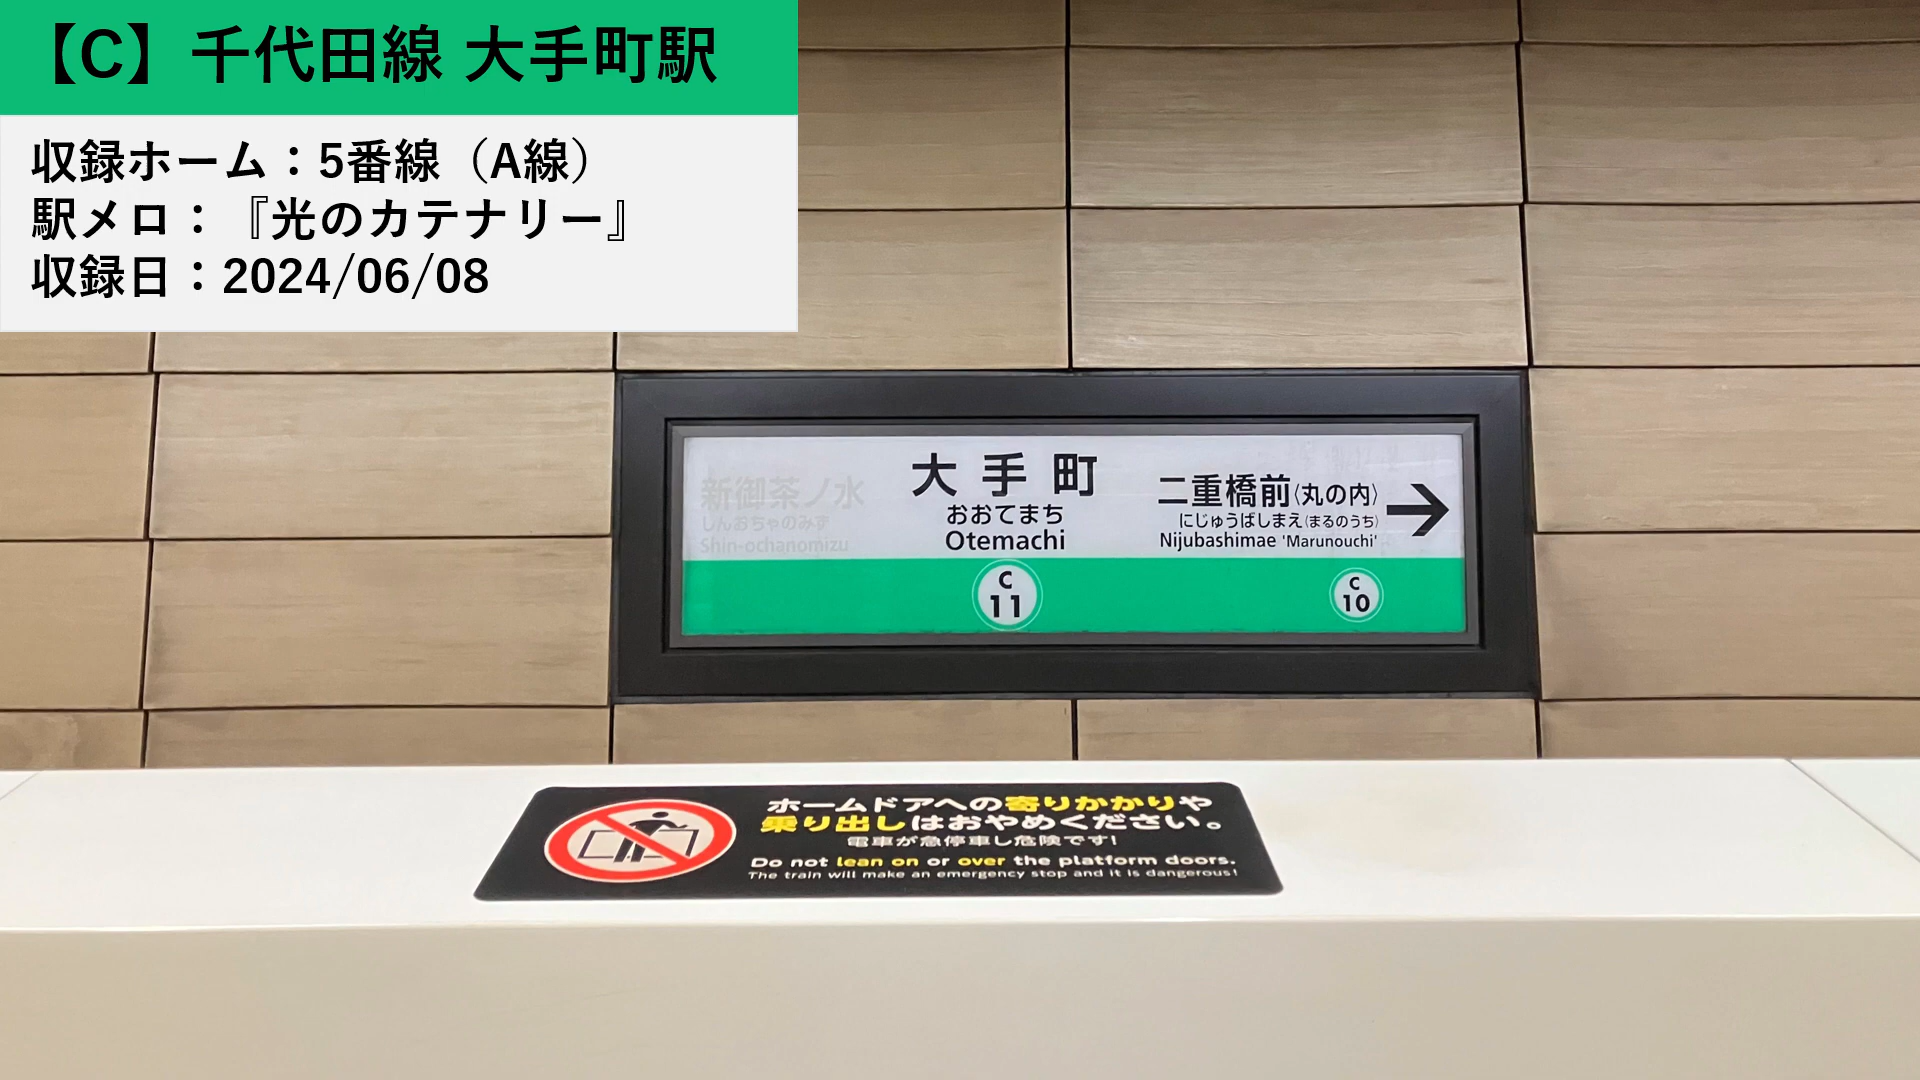 【C】千代田線 大手町駅
収録ホーム：5番線（A線）
駅メロ：『光のカテナリー』
収録日：2024/06/08
新御茶ノ水
しんおちゃのみず
Shin-ochanomizu
大手町
おおてまち
Otemachi
C
11
二重橋前〈丸の内〉
にじゅうばしまえ〈まるのうち〉
Nijubashimae 'Marunouchi'
C
10
ホームドアへの寄りかかりや
乗り出しはおやめください。
電車が急停車し危険です!
Do not lean on or over the platform doors.
The train will make an emergency stop and it is dangerous!